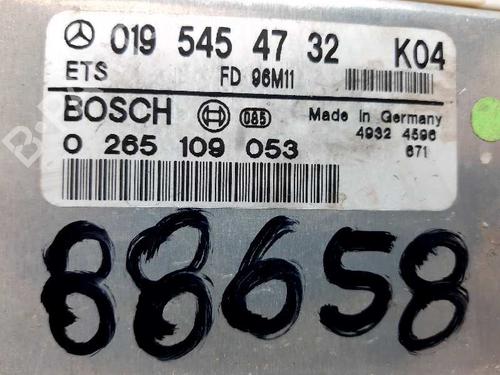 019 545 47 32 K04
ETS FD 96M11
BOSCH 085 Made in Germany
4932 4596
0 265 109 053 671
88658